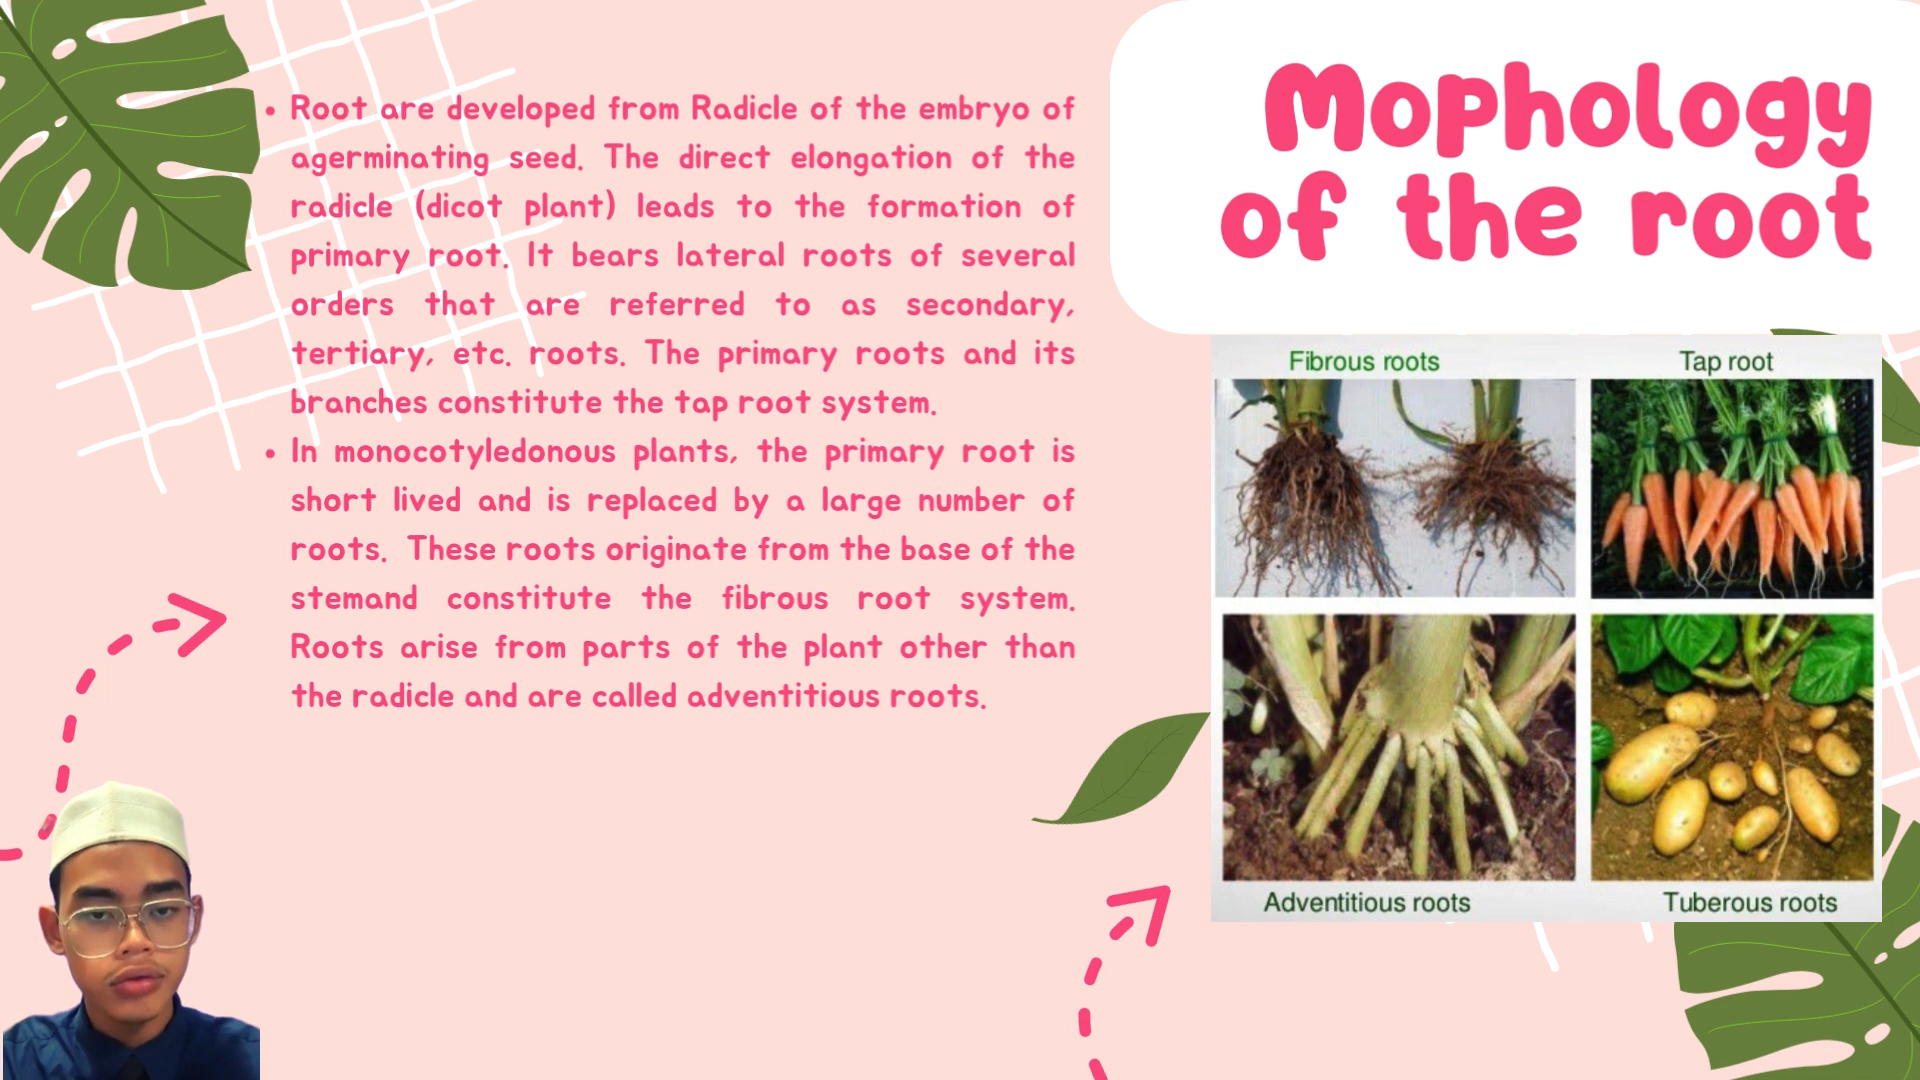 Mophology
of the root
• Root are developed from Radicle of the embryo of
agerminating seed. The direct elongation of the
radicle (dicot plant) leads to the formation of
primary root. It bears lateral roots of several
orders that are referred to as secondary,
tertiary, etc. roots. The primary roots and its
branches constitute the tap root system.
• In monocotyledonous plants, the primary root is
short lived and is replaced by a large number of
roots.  These roots originate from the base of the
stemand constitute the fibrous root system.
Roots arise from parts of the plant other than
the radicle and are called adventitious roots.
Fibrous roots
Tap root
Adventitious roots
Tuberous roots